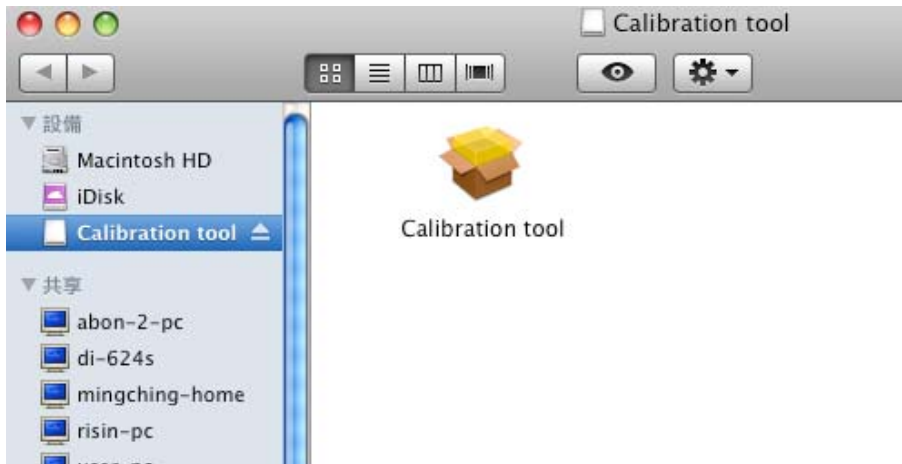 Calibration tool
設備
Macintosh HD
iDisk
Calibration tool
共享
abon-2-pc
di-624s
mingching-home
risin-pc
Calibration tool